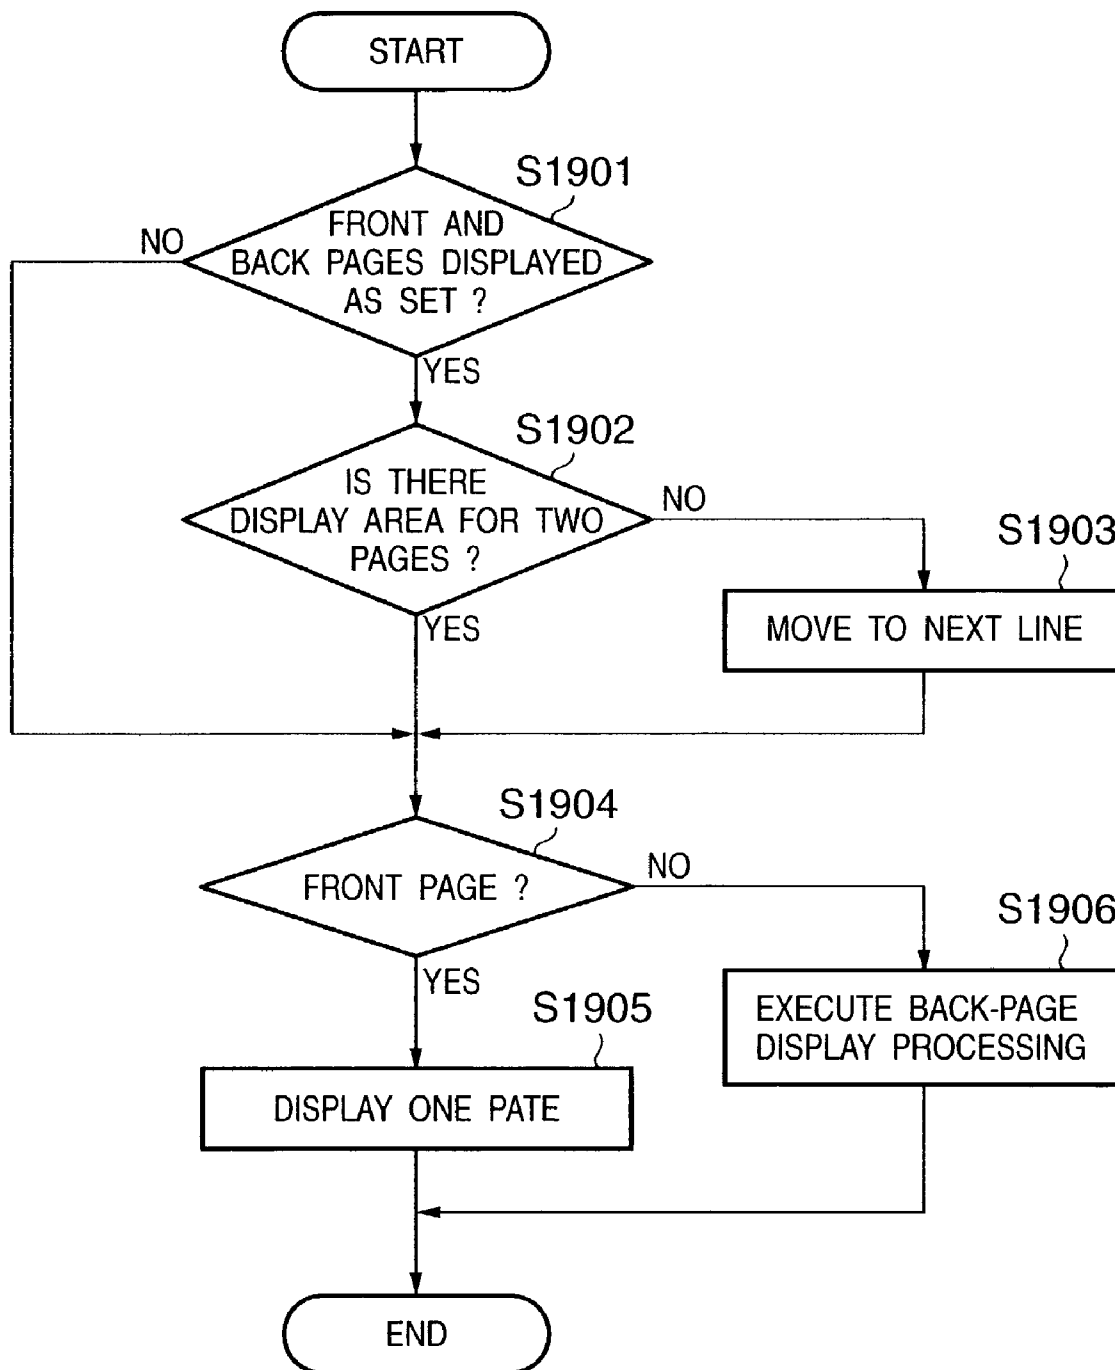 START
S1901
FRONT AND
BACK PAGES DISPLAYED
AS SET ?
NO
YES
S1902
IS THERE
DISPLAY AREA FOR TWO
PAGES ?
NO
YES
S1903
MOVE TO NEXT LINE
S1904
FRONT PAGE ?
NO
YES
S1906
EXECUTE BACK-PAGE
DISPLAY PROCESSING
S1905
DISPLAY ONE PATE
END